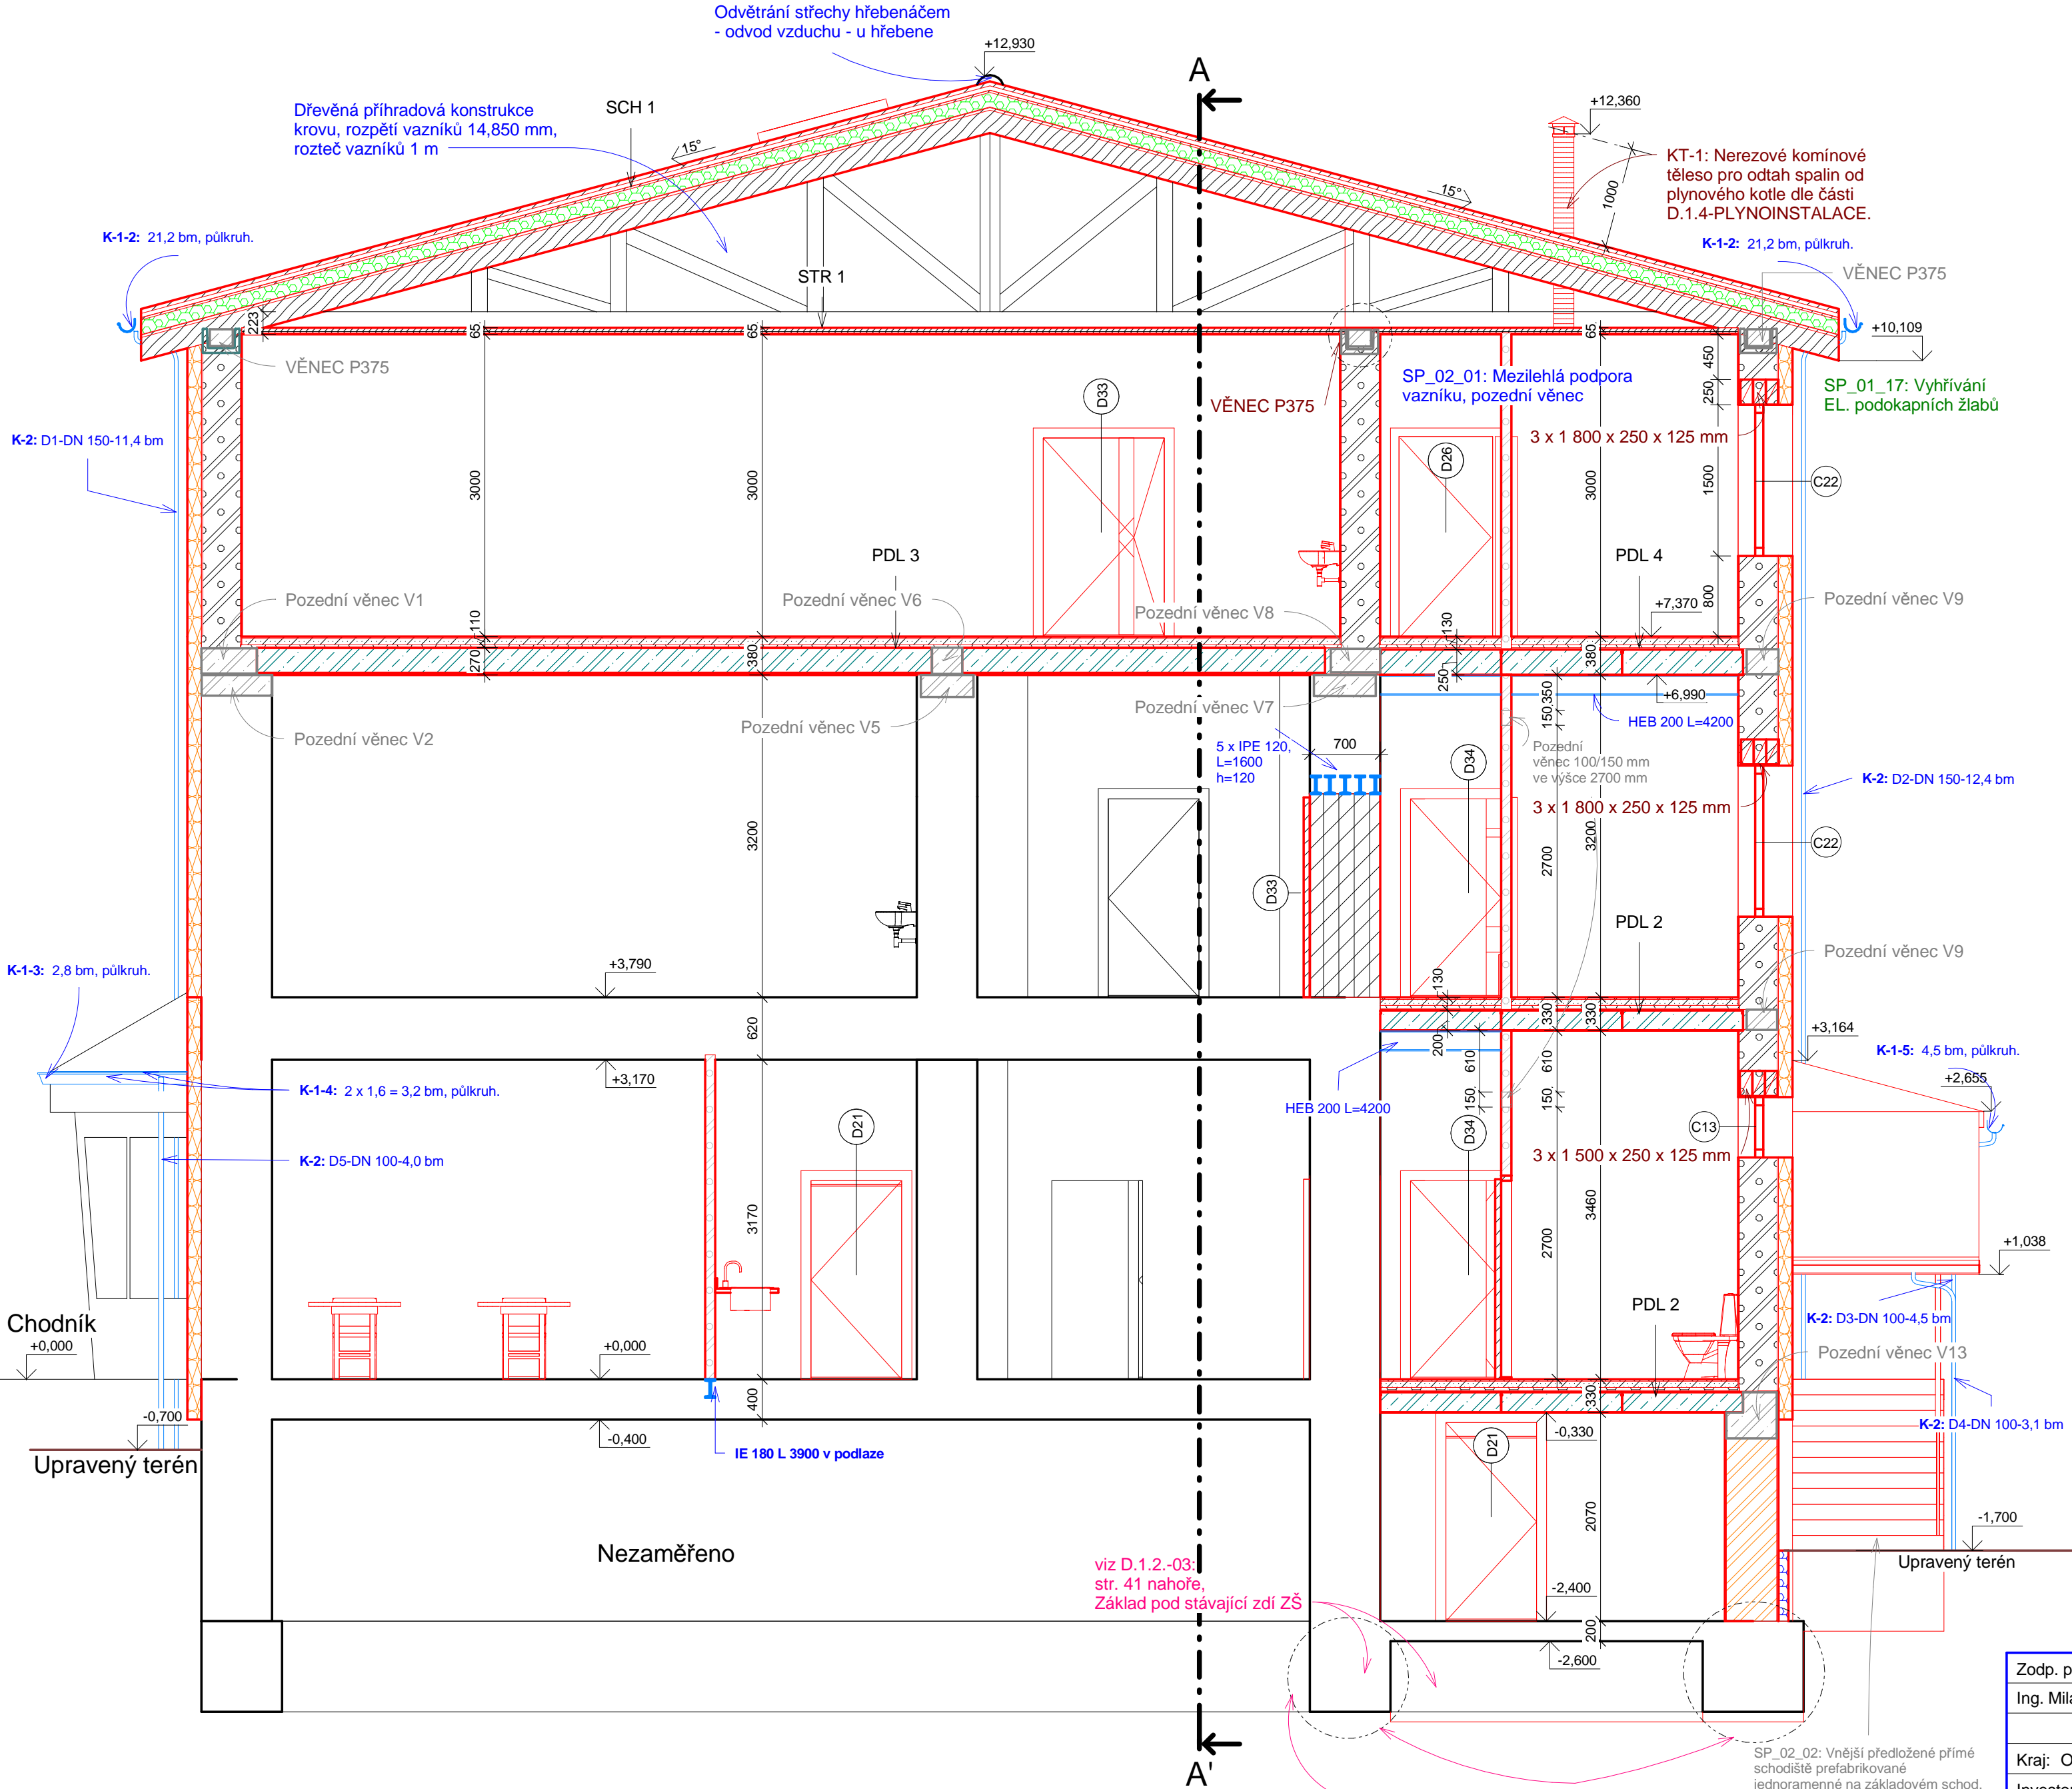 Odvětrání střechy hřebenáčem
- odvod vzduchu - u hřebene
+12,930
A
Dřevěná příhradová konstrukce
krovu, rozpětí vazníků 14,850 mm,
rozteč vazníků 1 m
SCH 1
15°
15°
+12,360
1000
KT-1: Nerezové komínové
těleso pro odtah spalin od
plynového kotle dle části
D.1.4-PLYNOINSTALACE.
K-1-2: 21,2 bm, půlkruh.
K-1-2: 21,2 bm, půlkruh.
VĚNEC P375
STR 1
223
65
65
65
+10,109
VĚNEC P375
450
250
SP_02_01: Mezilehlá podpora
vazníku, pozední věnec
SP_01_17: Vyhřívání
EL. podokapních žlabů
D33
VĚNEC P375
3 x 1 800 x 250 x 125 mm
K-2: D1-DN 150-11,4 bm
D26
3000
3000
3000
1500
C22
PDL 3
PDL 4
Pozední věnec V1
Pozední věnec V6
Pozední věnec V8
+7,370
800
Pozední věnec V9
110
130
270
380
250
380
+6,990
350
150
HEB 200 L=4200
Pozední věnec V7
Pozední věnec V5
Pozední věnec V2
5 x IPE 120,
L=1600
h=120
700
D34
Pozední
věnec 100/150 mm
ve výšce 2700 mm
3 x 1 800 x 250 x 125 mm
K-2: D2-DN 150-12,4 bm
3200
2700
3200
C22
D33
PDL 2
Pozední věnec V9
+3,790
K-1-3: 2,8 bm, půlkruh.
130
620
330
330
200
+3,164
K-1-5: 4,5 bm, půlkruh.
610
610
+3,170
+2,655
K-1-4: 2 x 1,6 = 3,2 bm, půlkruh.
150
150
HEB 200 L=4200
D21
D34
C13
3 x 1 500 x 250 x 125 mm
K-2: D5-DN 100-4,0 bm
3170
3460
2700
+1,038
PDL 2
Chodník
+0,000
+0,000
K-2: D3-DN 100-4,5 bm
Pozední věnec V13
400
330
-0,700
-0,400
-0,330
D21
K-2: D4-DN 100-3,1 bm
Upravený terén
IE 180 L 3900 v podlaze
2070
-1,700
Upravený terén
Nezaměřeno
viz D.1.2.-03:
str. 41 nahoře,
Základ pod stávající zdí ZŠ
-2,400
200
-2,600
A'
SP_02_02: Vnější předložené přímé
schodiště prefabrikované
jednoramenné na základovém schod.
Zodp. p
Ing. Mila
Kraj: O